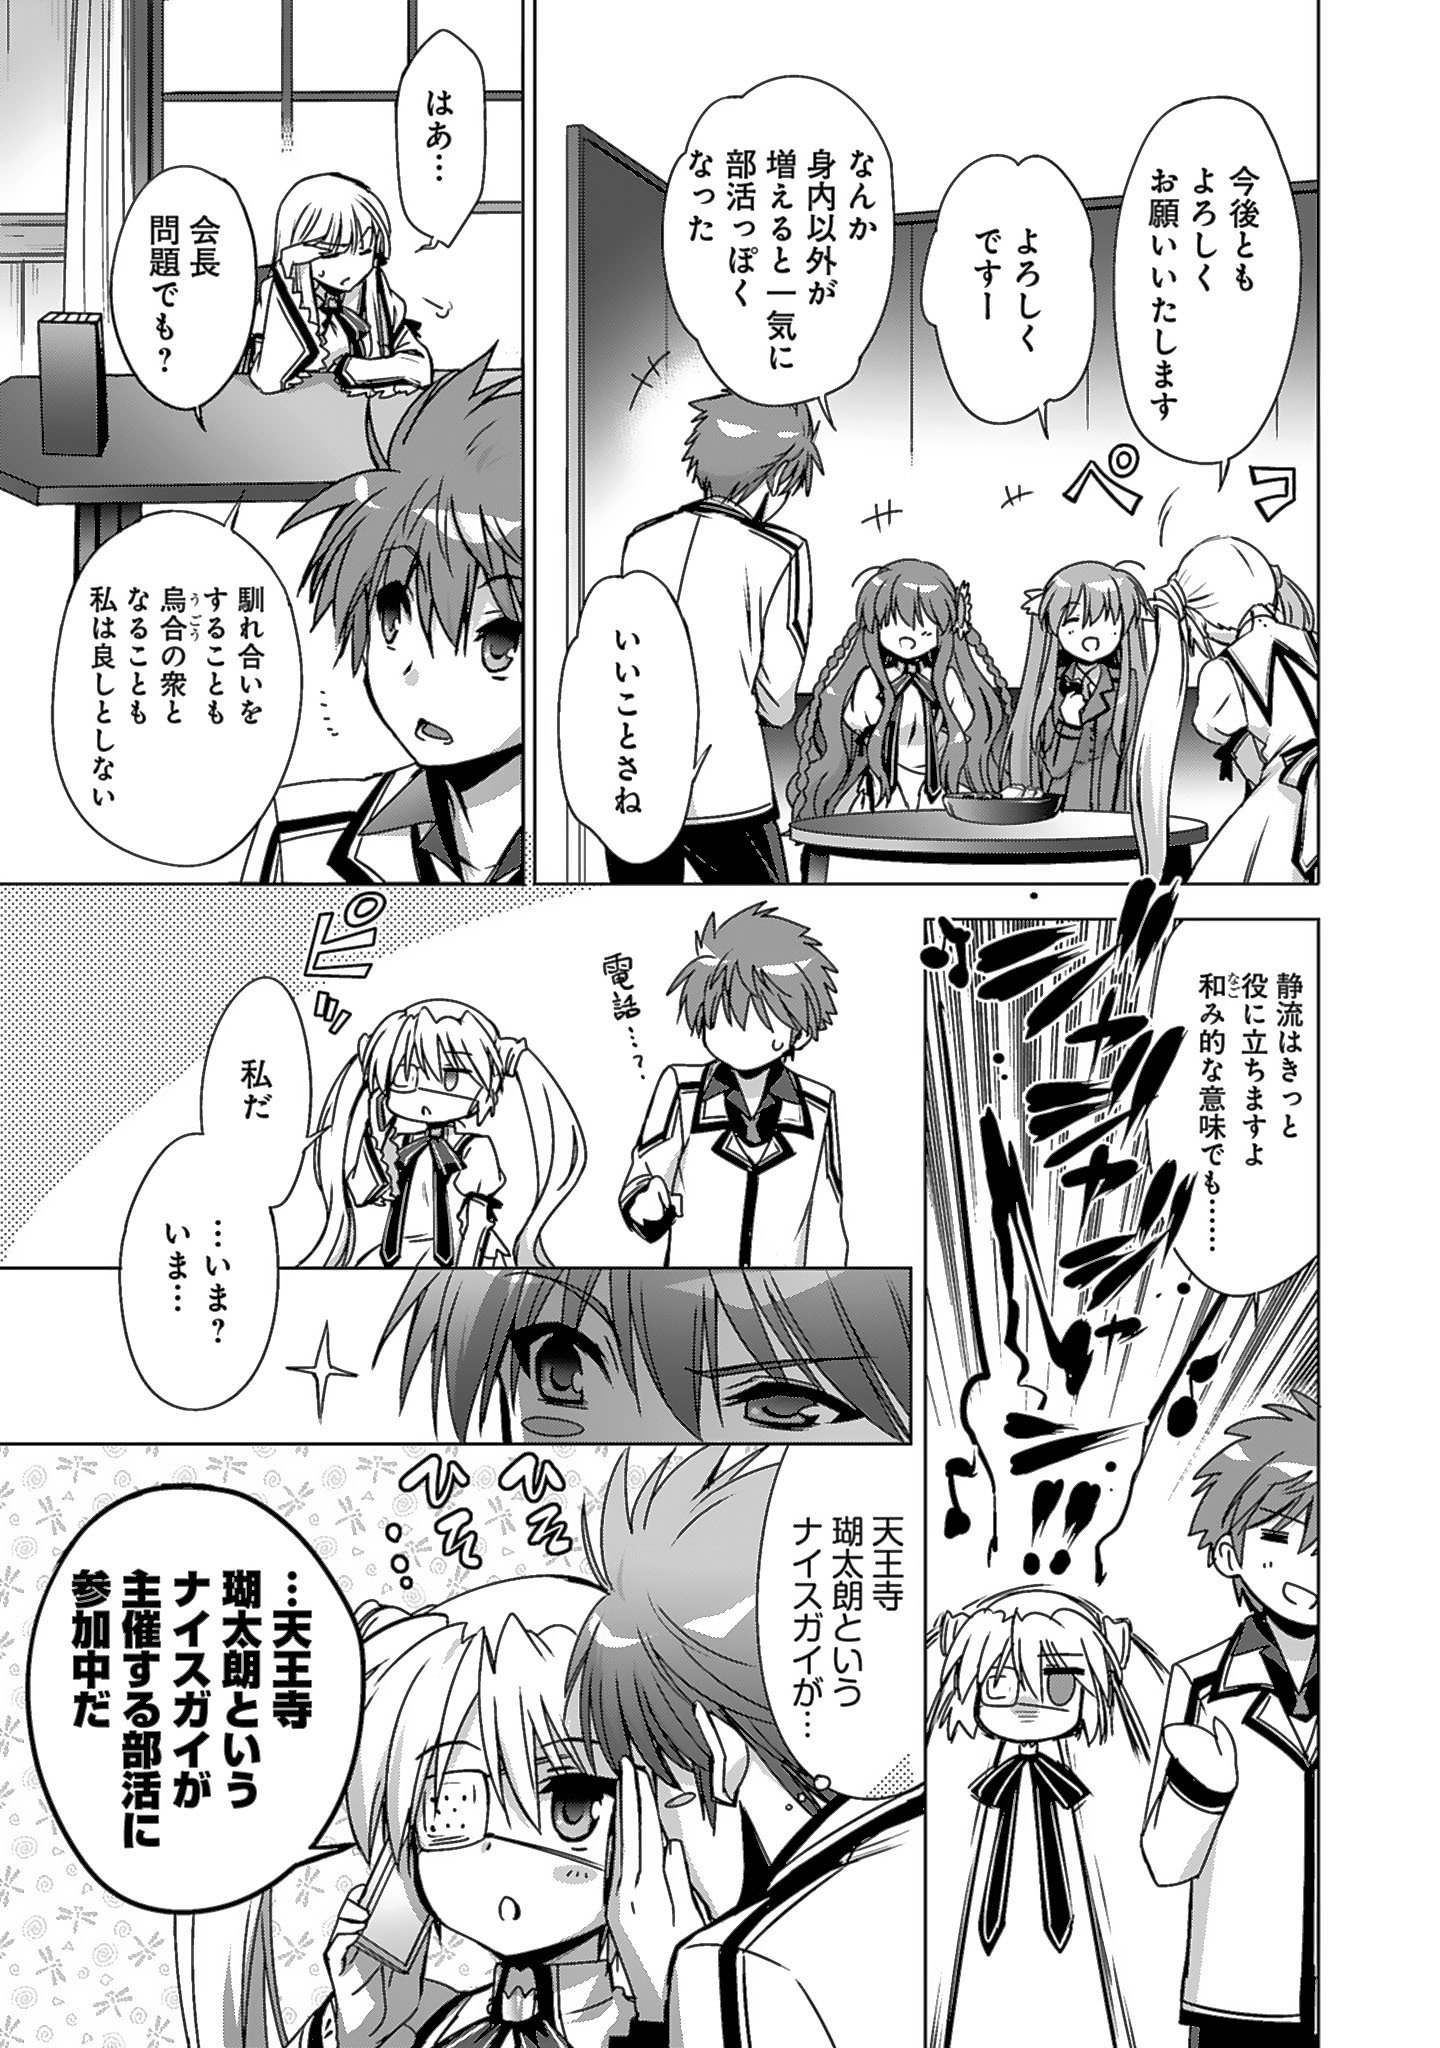 今後とも
よろしく
お願いいたします
よろしく
ですー
なんか
身内以外が
増えると一気に
部活っぽく
なった
ペコ
いいことさね
はあ…
会長
問題でも?
馴れ合いを
することも
烏合の衆と
うごう
なることも
私は良しとしない
静流はきっと
役に立ちますよ
和み的な意味でも……
なご
電話…?
ピッ
私だ
…いま?
いま…
天王寺
瑚太朗という
ナイスガイが…
ひそ
ひそ
…天王寺
瑚太朗という
ナイスガイが
主催する部活に
参加中だ